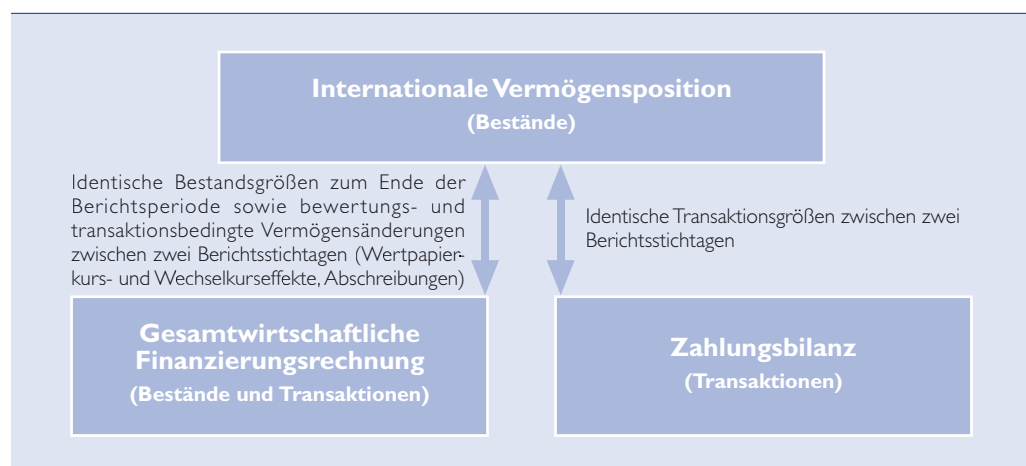 Internationale Vermögensposition
(Bestände)
Identische Bestandsgrößen zum Ende der
Berichtsperiode sowie bewertungs- und
transaktionsbedingte Vermögensänderungen
zwischen zwei Berichtsstichtagen (Wertpapier-
kurs- und Wechselkurseffekte, Abschreibungen)
Identische Transaktionsgrößen zwischen zwei
Berichtsstichtagen
Gesamtwirtschaftliche
Finanzierungsrechnung
(Bestände und Transaktionen)
Zahlungsbilanz
(Transaktionen)